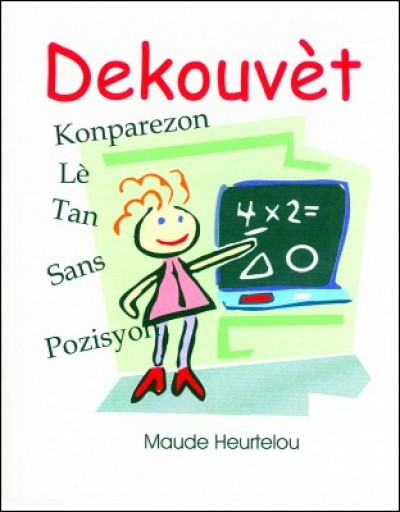 Dekouvèt
Konparezon
Lè
Tan
Sans
Pozisyon
4 x 2 =
Maude Heurtelou